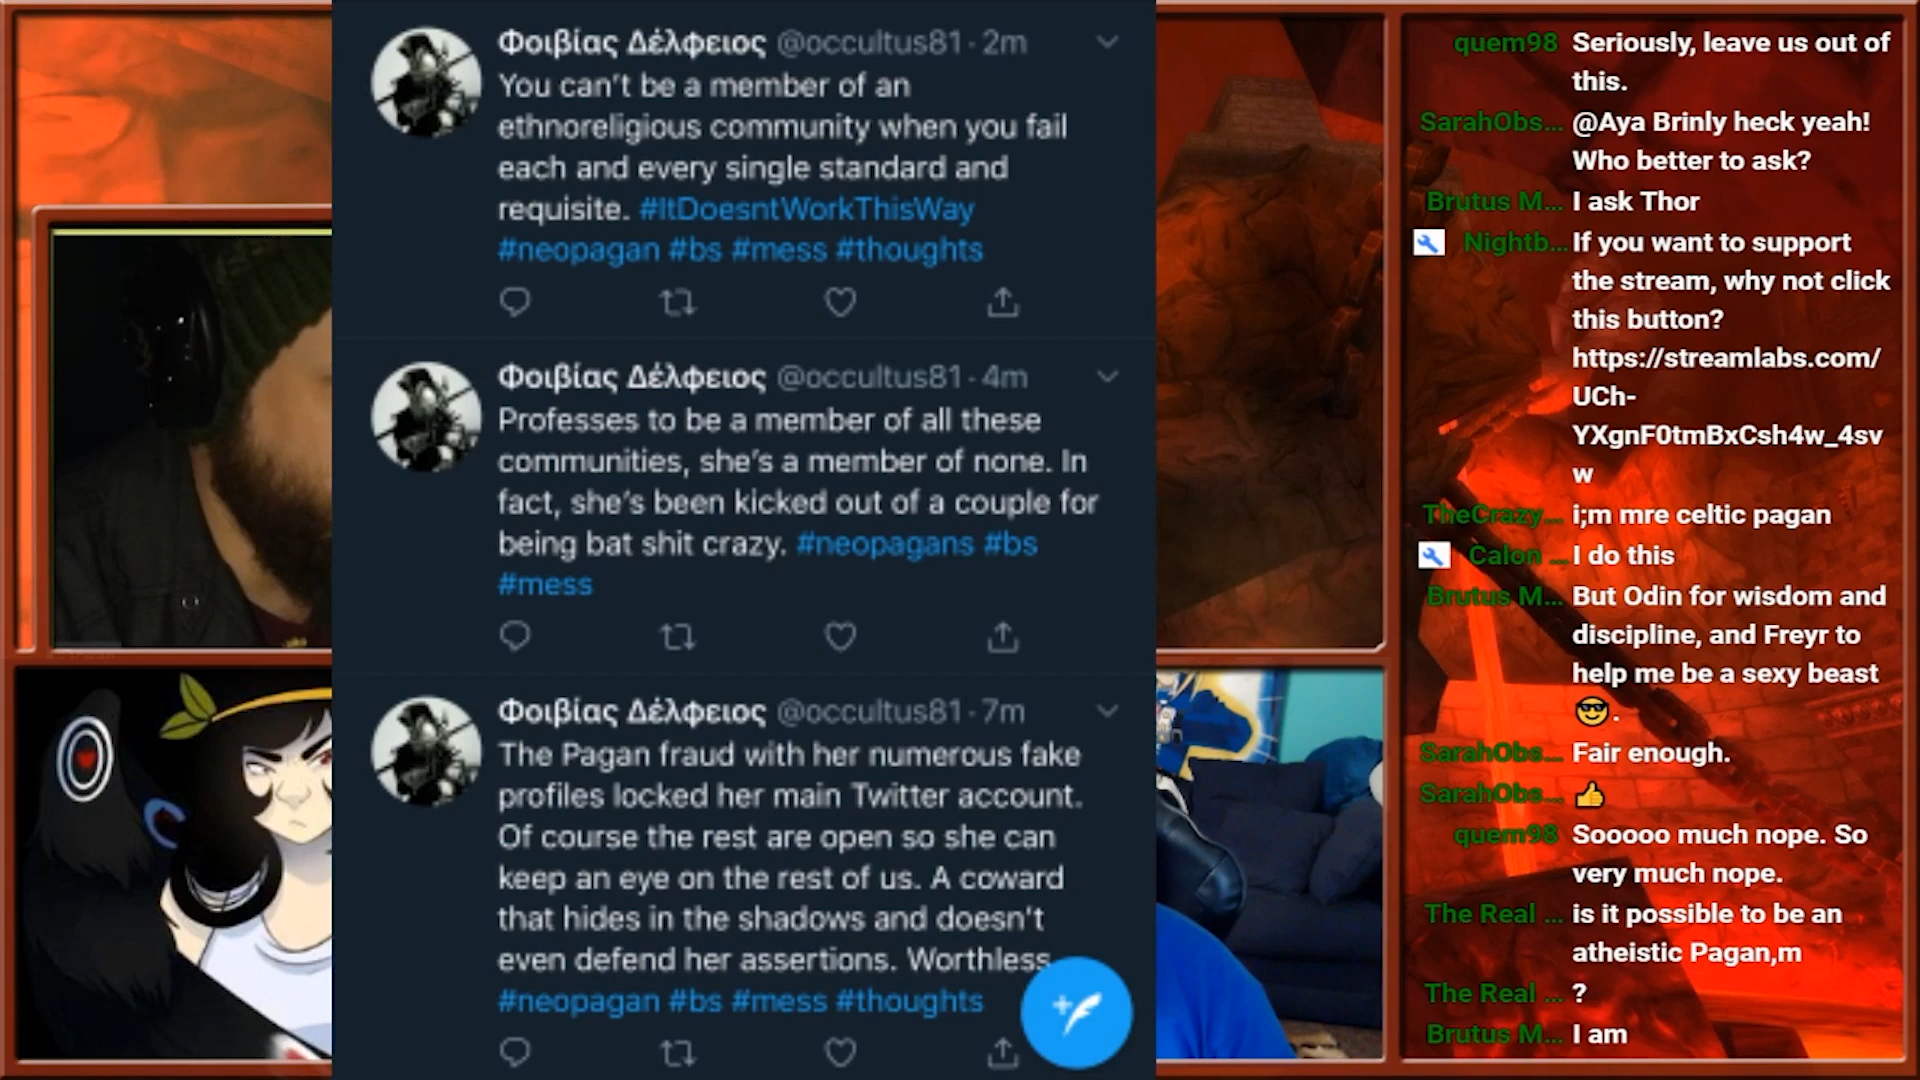 Φοιβίας Δέλφειος @occultus81 · 2m
You can't be a member of an
ethnoreligious community when you fail
each and every single standard and
requisite. #ItDoesntWorkThisWay
#neopagan #bs #mess #thoughts
Φοιβίας Δέλφειος @occultus81 · 4m
Professes to be a member of all these
communities, she's a member of none. In
fact, she's been kicked out of a couple for
being bat shit crazy. #neopagans #bs
#mess
Φοιβίας Δέλφειος @occultus81 · 7m
The Pagan fraud with her numerous fake
profiles locked her main Twitter account.
Of course the rest are open so she can
keep an eye on the rest of us. A coward
that hides in the shadows and doesn't
even defend her assertions. Worthless
#neopagan #bs #mess #thoughts
quem98 Seriously, leave us out of
this.
SarahObs... @Aya Brinly heck yeah!
Who better to ask?
Brutus M... I ask Thor
Nightb... If you want to support
the stream, why not click
this button?
https://streamlabs.com/
UCh-
YXgnF0tmBxCsh4w_4sv
w
TheCrazy... i;m mre celtic pagan
Calon ... I do this
Brutus M... But Odin for wisdom and
discipline, and Freyr to
help me be a sexy beast
😎.
SarahObs... Fair enough.
SarahObs... 👍
quem98 Sooooo much nope. So
very much nope.
The Real ... is it possible to be an
atheistic Pagan,m
The Real ... ?
Brutus M... I am